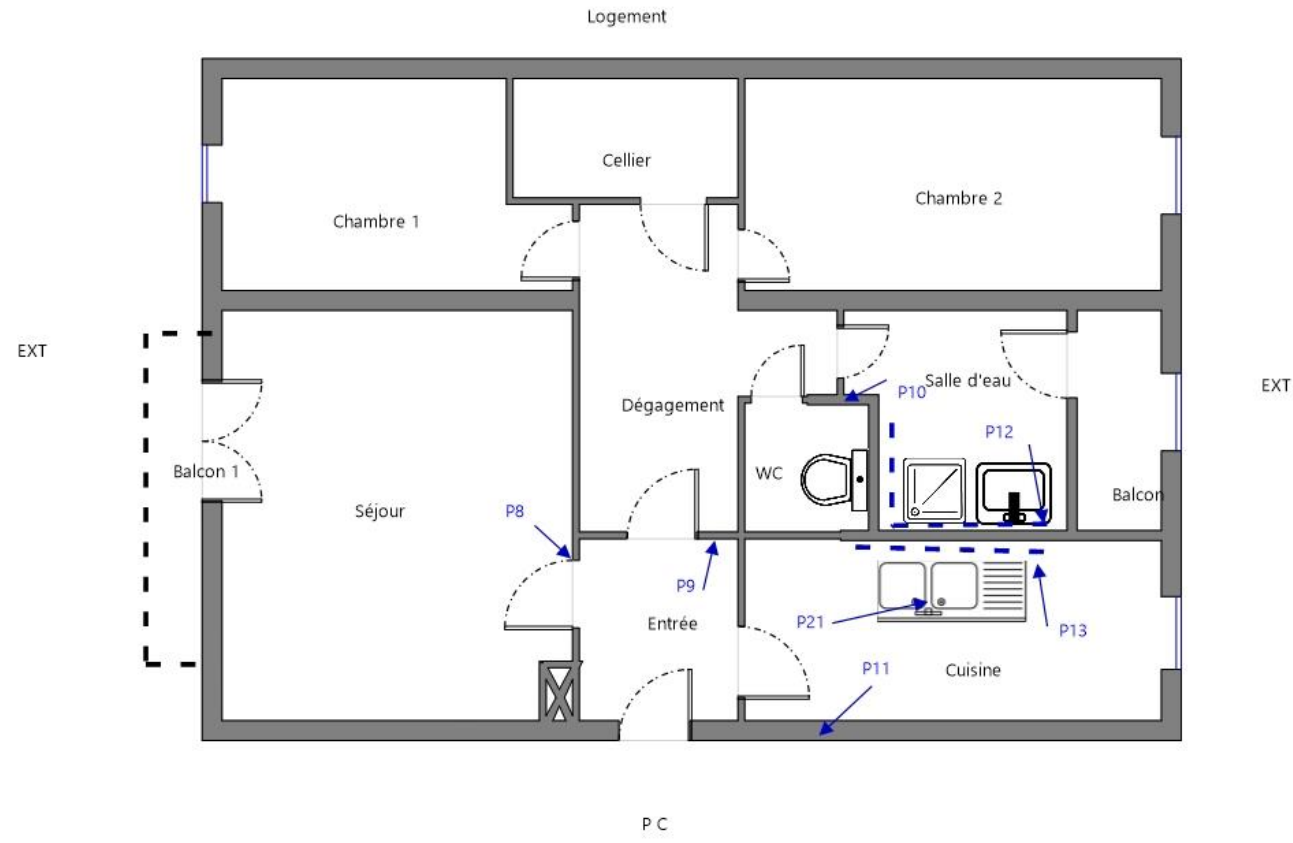 Logement
Cellier
Chambre 2
Chambre 1
EXT
EXT
Salle d'eau
P10
Dégagement
P12
Balcon 1
WC
Balcon
Séjour
P8
P9
Entrée
P21
P13
Cuisine
P11
P C